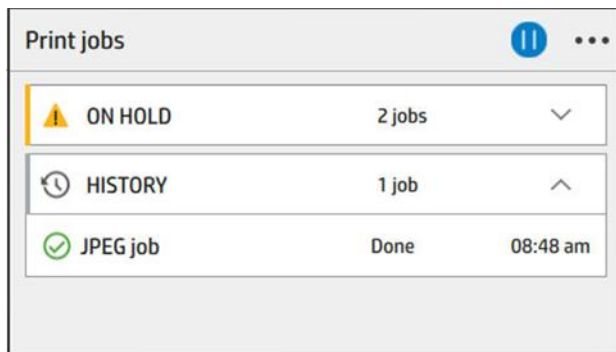 Print jobs
ON HOLD 2 jobs
HISTORY 1 job
JPEG job Done 08:48 am